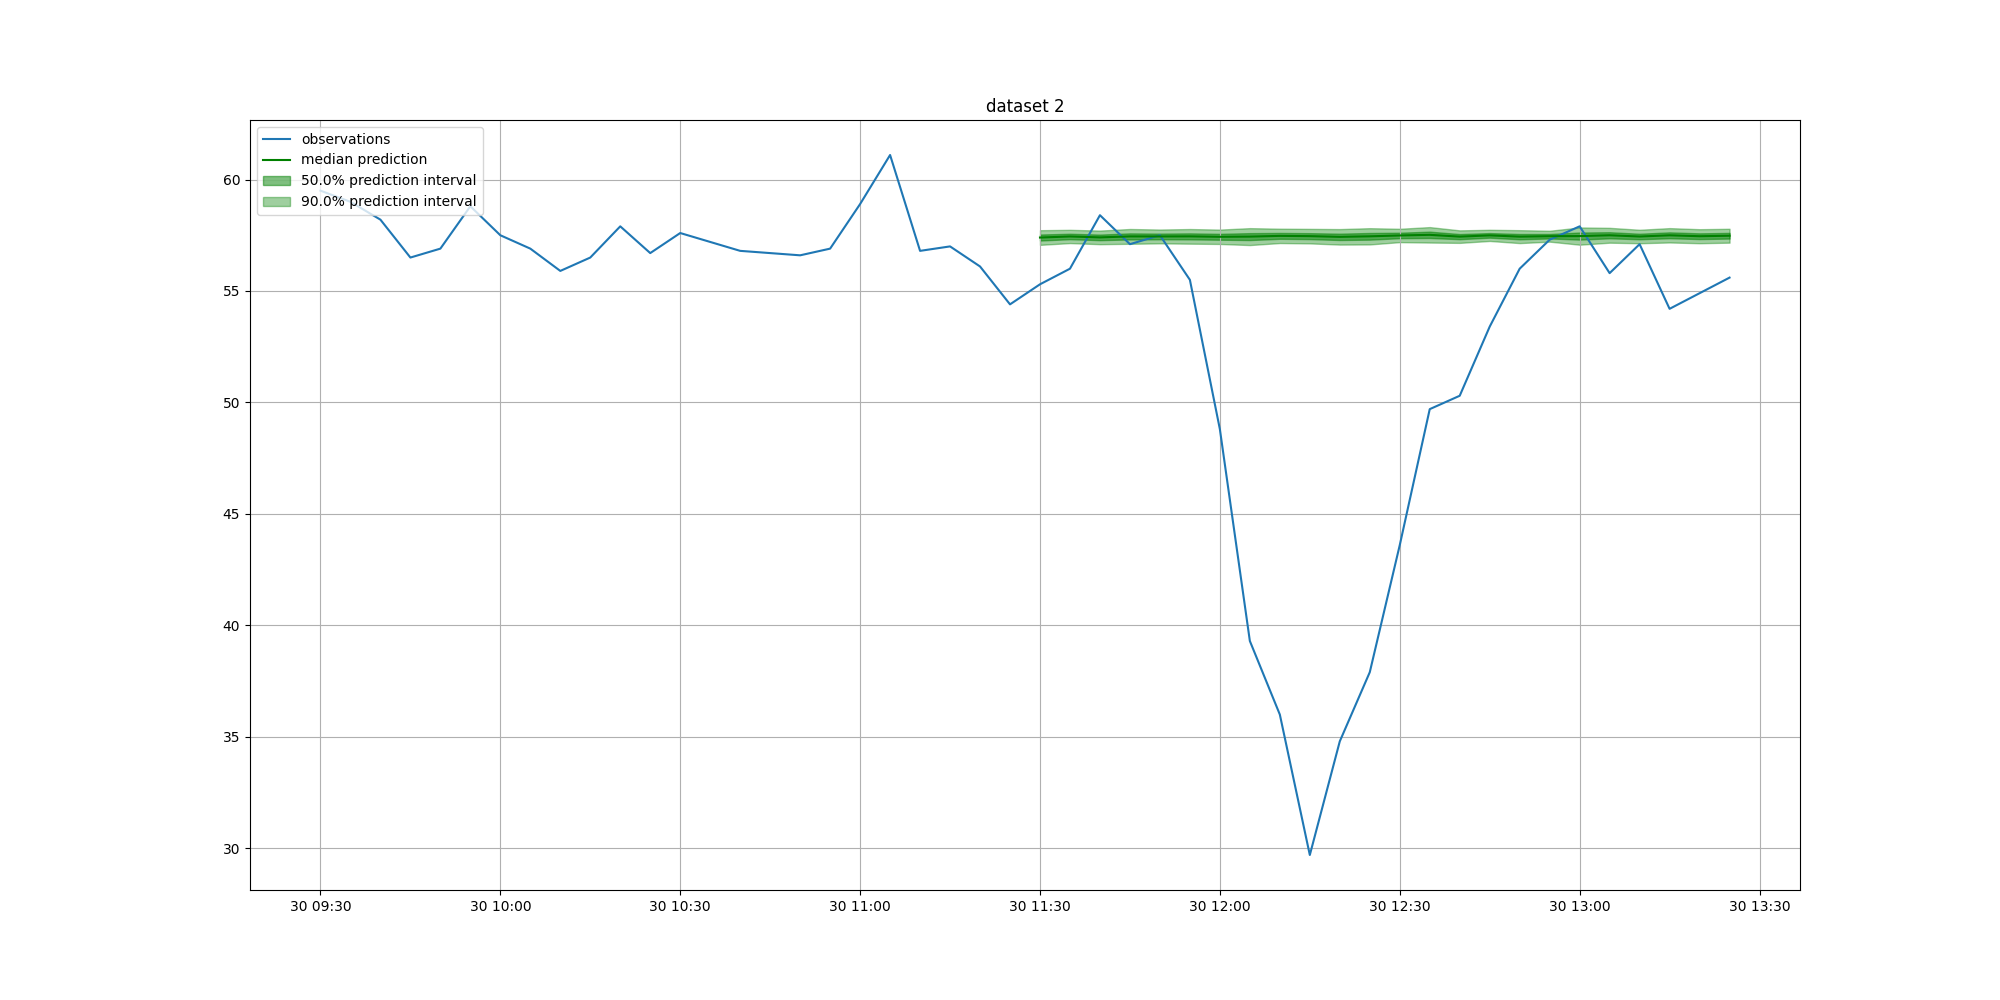 dataset 2
observations
median prediction
50.0% prediction interval
90.0% prediction interval
60
55
50
45
40
35
30
30 09:30 30 10:00 30 10:30 30 11:00 30 11:30 30 12:00 30 12:30 30 13:00 30 13:30